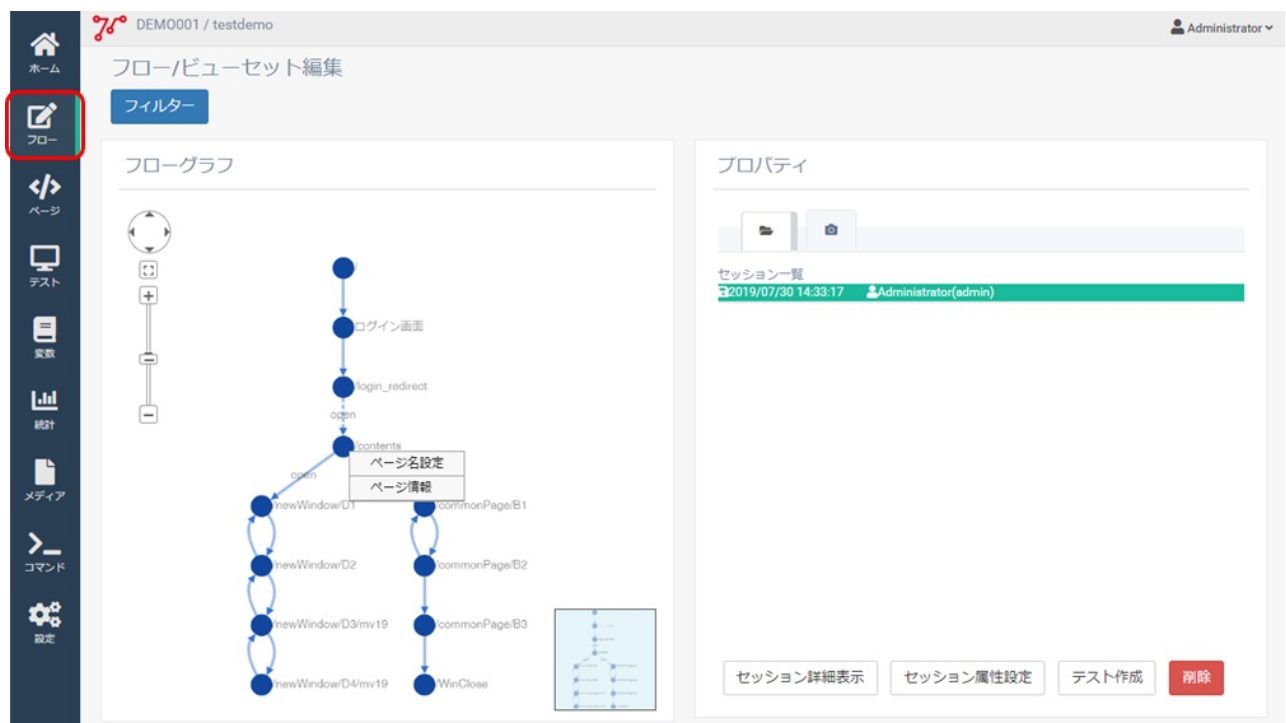 DEMO001 / testdemo
Administrator
ホーム
フロー
ページ
テスト
変数
統計
メディア
コマンド
設定
フロー/ビューセット編集
フィルター
フローグラフ
/
ログイン画面
/login_redirect
open
/contents
ページ名設定
ページ情報
open
/newWindow/D1
/commonPage/B1
/newWindow/D2
/commonPage/B2
/newWindow/D3/mv19
/commonPage/B3
/newWindow/D4/mv19
/WinClose
プロパティ
セッション一覧
2019/07/30 14:33:17 Administrator(admin)
セッション詳細表示
セッション属性設定
テスト作成
削除